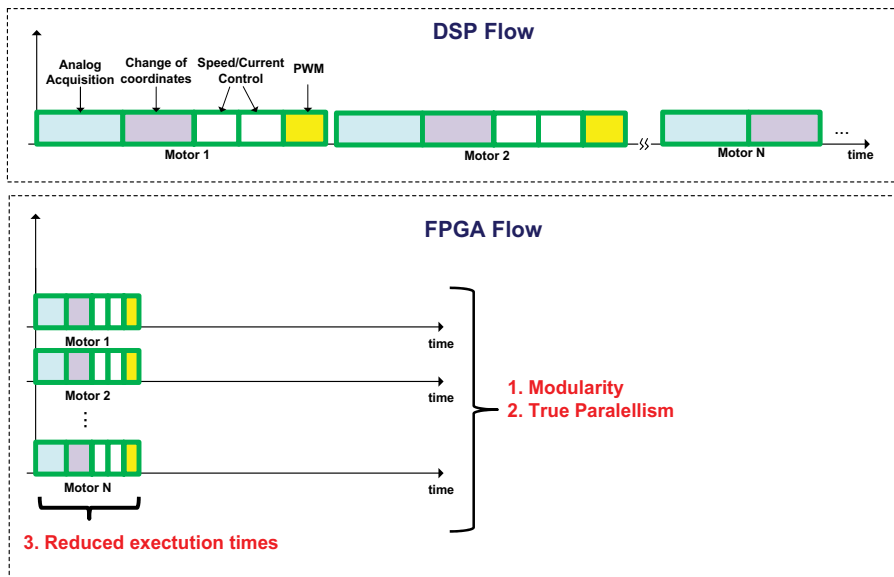 DSP Flow
Analog
Acquisition
Change of
coordinates
Speed/Current
Control
PWM
...
Motor 1
Motor 2
Motor N
time
FPGA Flow
Motor 1
time
Motor 2
time
...
Motor N
time
1. Modularity
2. True Paralellism
3. Reduced exectution times